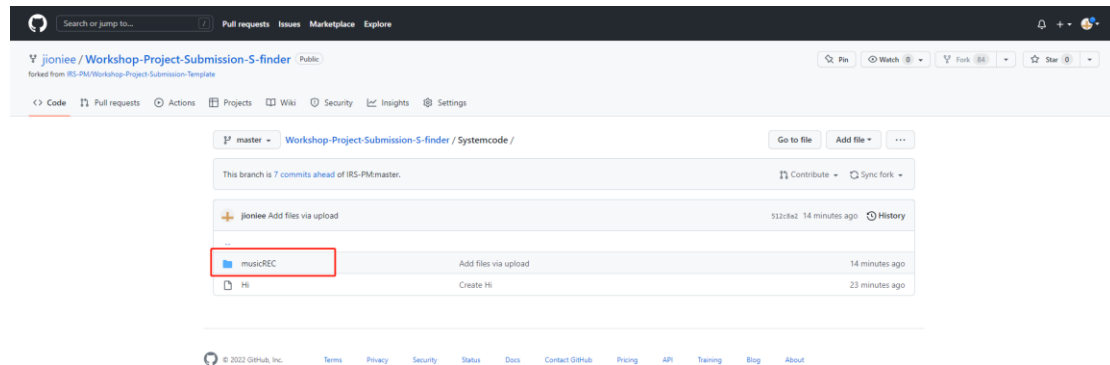 Search or jump to... / Pull requests Issues Marketplace Explore
jioniee / Workshop-Project-Submission-S-finder Public
Pin Watch 0 Fork 84 Star 0
forked from IRS-PM/Workshop-Project-Submission-Template
Code Pull requests Actions Projects Wiki Security Insights Settings
master Workshop-Project-Submission-S-finder / Systemcode / Go to file Add file ...
This branch is 7 commits ahead of IRS-PM:master. Contribute Sync fork
jioniee Add files via upload 512c8a2 14 minutes ago History
..
musicREC Add files via upload 14 minutes ago
Hi Create Hi 23 minutes ago
© 2022 GitHub, Inc. Terms Privacy Security Status Docs Contact GitHub Pricing API Training Blog About